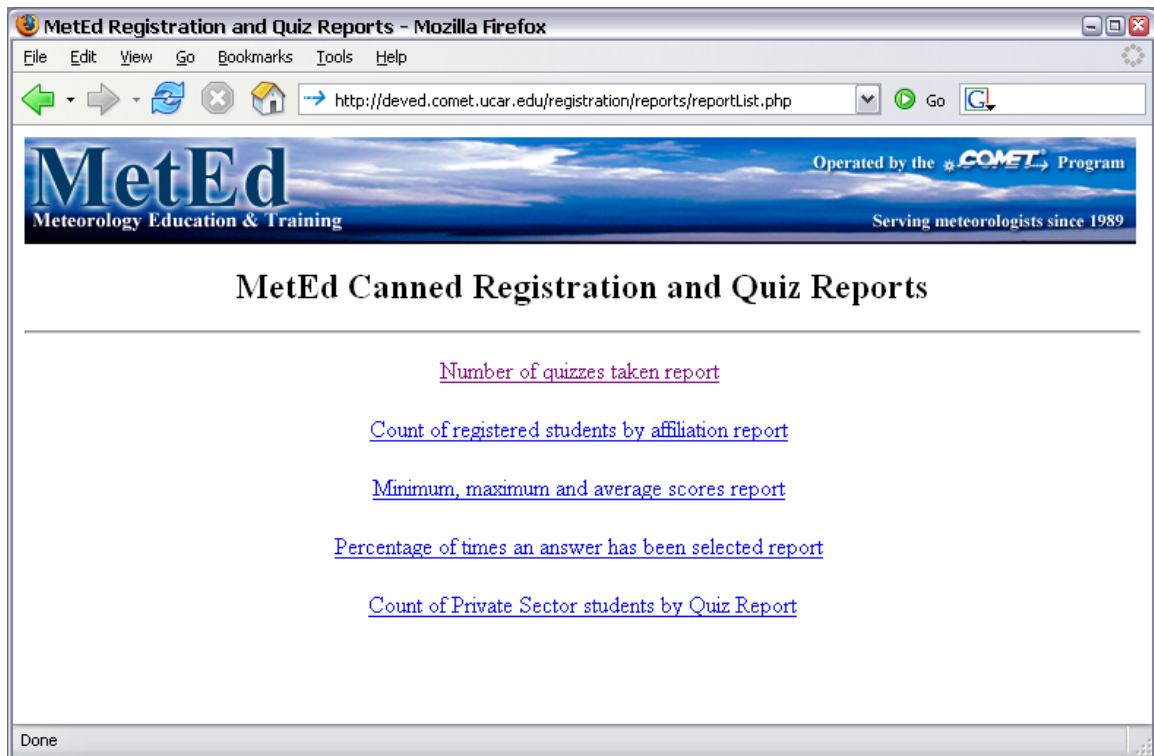 MetEd Registration and Quiz Reports - Mozilla Firefox
File Edit View Go Bookmarks Tools Help
http://deved.comet.ucar.edu/registration/reports/reportList.php Go G
MetEd
Meteorology Education & Training
Operated by the COMET Program
Serving meteorologists since 1989
MetEd Canned Registration and Quiz Reports
Number of quizzes taken report
Count of registered students by affiliation report
Minimum, maximum and average scores report
Percentage of times an answer has been selected report
Count of Private Sector students by Quiz Report
Done